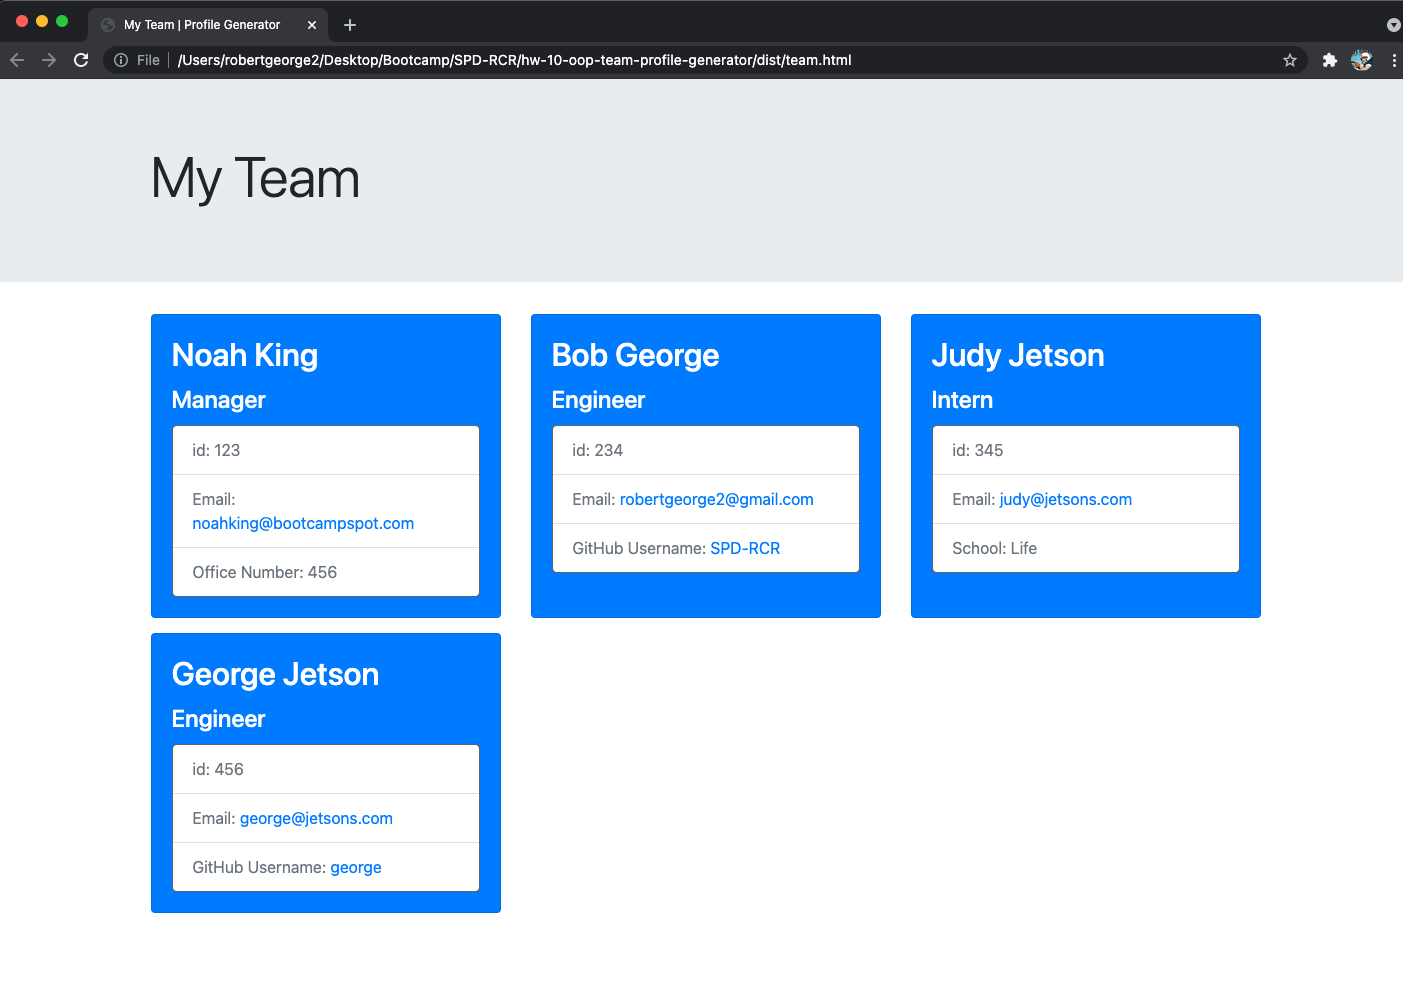 My Team | Profile Generator
File
/Users/robertgeorge2/Desktop/Bootcamp/SPD-RCR/hw-10-oop-team-profile-generator/dist/team.html
My Team
Noah King
Manager
id: 123
Email:
noahking@bootcampspot.com
Office Number: 456
Bob George
Engineer
id: 234
Email: robertgeorge2@gmail.com
GitHub Username: SPD-RCR
Judy Jetson
Intern
id: 345
Email: judy@jetsons.com
School: Life
George Jetson
Engineer
id: 456
Email: george@jetsons.com
GitHub Username: george